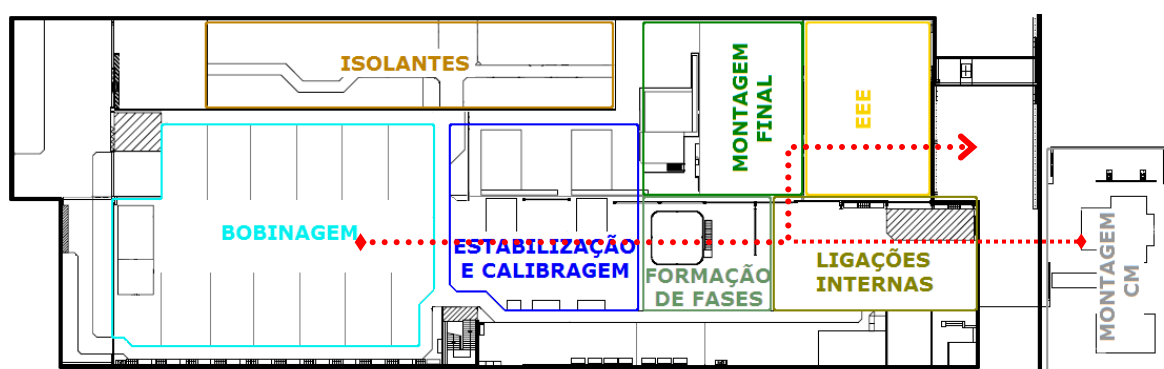 ISOLANTES
MONTAGEM
FINAL
EEE
BOBINAGEM
ESTABILIZAÇÃO
E CALIBRAGEM
FORMAÇÃO
DE FASES
LIGAÇÕES
INTERNAS
MONTAGEM
CM